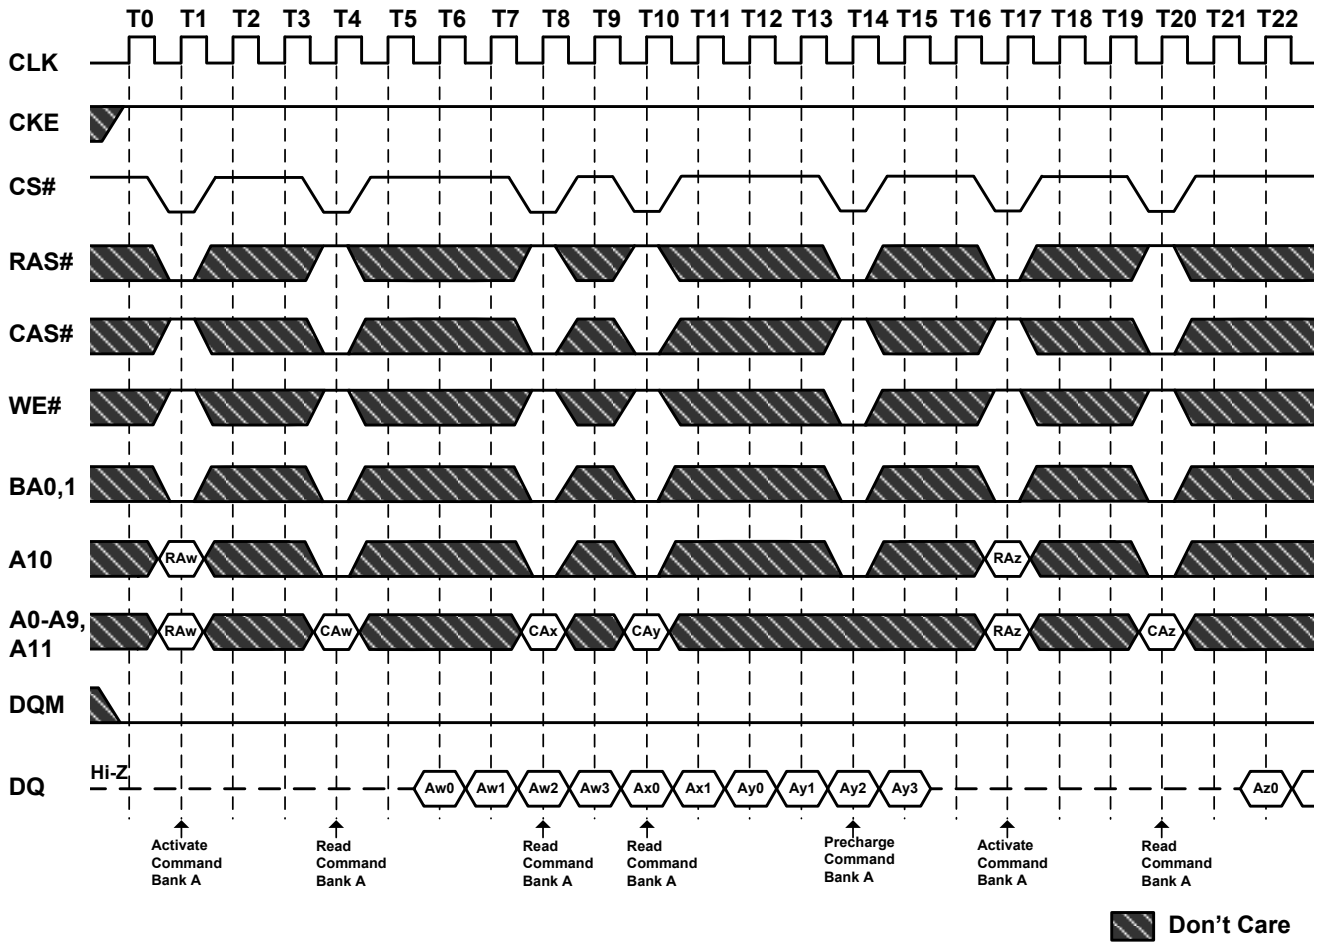 T0 T1 T2 T3 T4 T5 T6 T7 T8 T9 T10 T11 T12 T13 T14 T15 T16 T17 T18 T19 T20 T21 T22
CLK
CKE
CS#
RAS#
CAS#
WE#
BA0,1
A10 RAw RAz
A0-A9,
A11
RAw CAw CAx CAy RAz CAz
DQM
Hi-Z
DQ Aw0 Aw1 Aw2 Aw3 Ax0 Ax1 Ay0 Ay1 Ay2 Ay3 Az0
Activate
Command
Bank A
Read
Command
Bank A
Read
Command
Bank A
Read
Command
Bank A
Precharge
Command
Bank A
Activate
Command
Bank A
Read
Command
Bank A
Don't Care